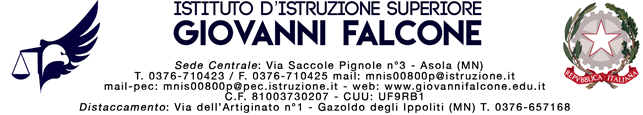 ISTITUTO D'ISTRUZIONE SUPERIORE
GIOVANNI FALCONE
Sede Centrale: Via Saccole Pignole n°3 - Asola (MN)
T. 0376-710423 / F. 0376-710425 mail: mnis00800p@istruzione.it
mail-pec: mnis00800p@pec.istruzione.it - web: www.giovannifalcone.edu.it
C.F. 81003730207 - CUU: UF9RB1
Distaccamento: Via dell'Artiginato n°1 - Gazoldo degli Ippoliti (MN) T. 0376-657168
REPVBBLICA ITALIANA